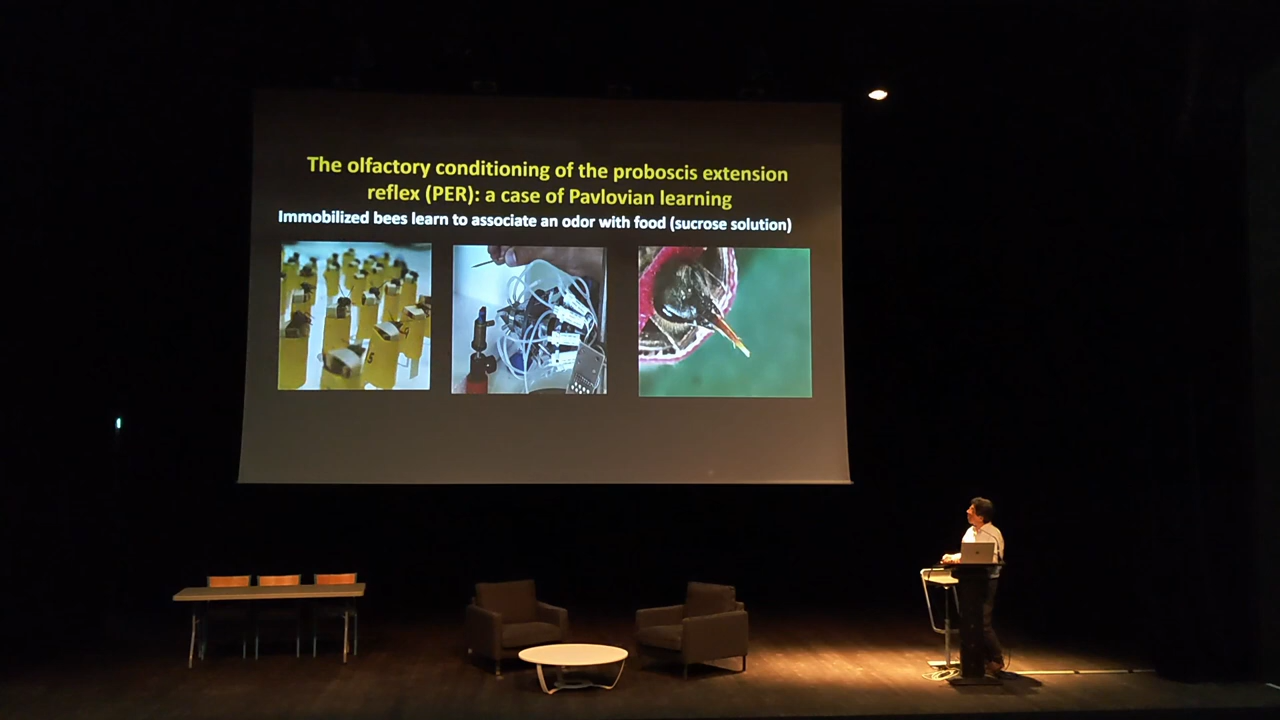 The olfactory conditioning of the proboscis extension
reflex (PER): a case of Pavlovian learning
Immobilized bees learn to associate an odor with food (sucrose solution)
5